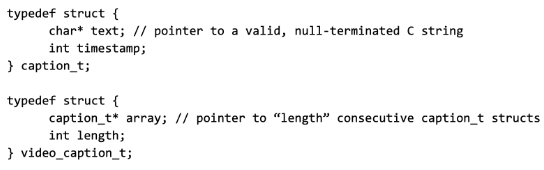 typedef struct {
char* text; // pointer to a valid, null-terminated C string
int timestamp;
} caption_t;
typedef struct {
caption_t* array; // pointer to “length” consecutive caption_t structs
int length;
} video_caption_t;